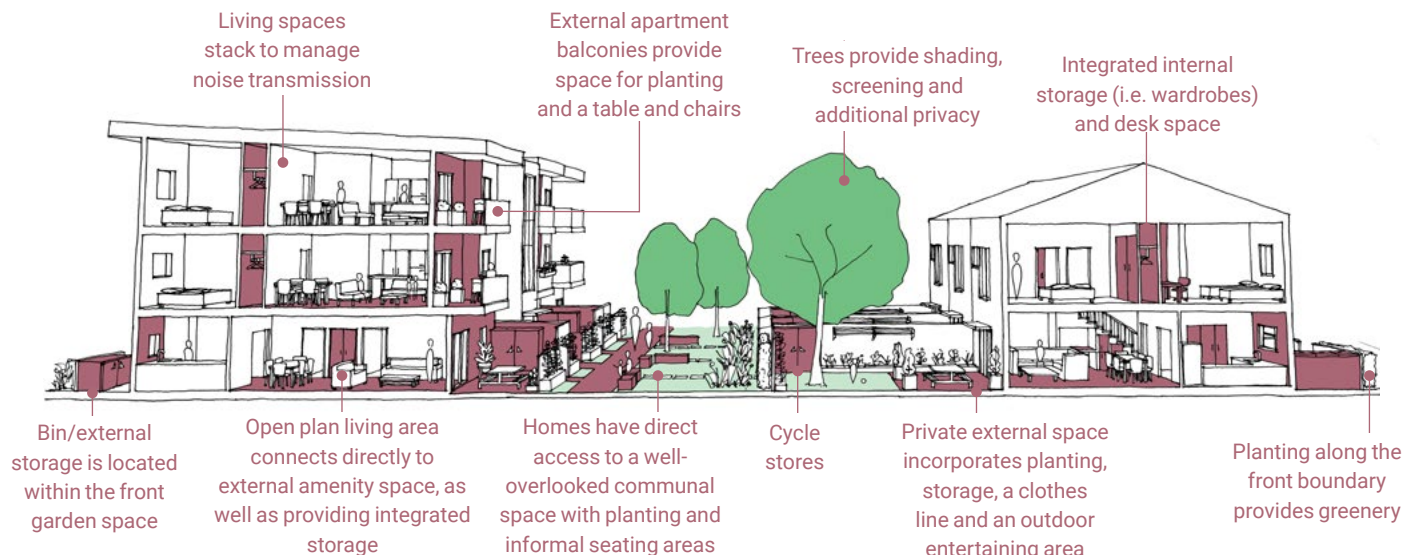 Living spaces
stack to manage
noise transmission
External apartment
balconies provide
space for planting
and a table and chairs
Trees provide shading,
screening and
additional privacy
Integrated internal
storage (i.e. wardrobes)
and desk space
Bin/external
storage is located
within the front
garden space
Open plan living area
connects directly to
external amenity space, as
well as providing integrated
storage
Homes have direct
access to a well-
overlooked communal
space with planting and
informal seating areas
Cycle
stores
Private external space
incorporates planting,
storage, a clothes
line and an outdoor
entertaining area
Planting along the
front boundary
provides greenery